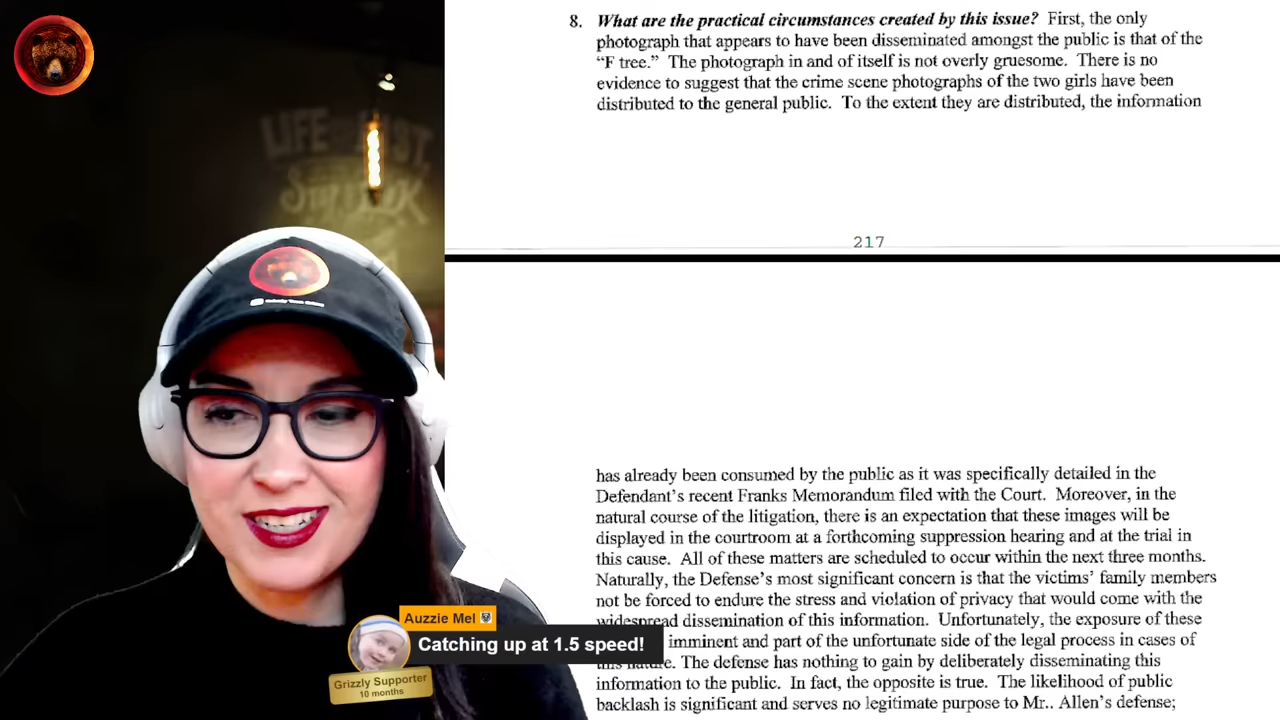 LIFE
8. What are the practical circumstances created by this issue? First, the only
photograph that appears to have been disseminated amongst the public is that of the
“F tree.” The photograph in and of itself is not overly gruesome. There is no
evidence to suggest that the crime scene photographs of the two girls have been
distributed to the general public. To the extent they are distributed, the information
217
has already been consumed by the public as it was specifically detailed in the
Defendant’s recent Franks Memorandum filed with the Court. Moreover, in the
natural course of the litigation, there is an expectation that these images will be
displayed in the courtroom at a forthcoming suppression hearing and at the trial in
this cause. All of these matters are scheduled to occur within the next three months.
Naturally, the Defense’s most significant concern is that the victims’ family members
not be forced to endure the stress and violation of privacy that would come with the
widespread dissemination of this information. Unfortunately, the exposure of these
imminent and part of the unfortunate side of the legal process in cases of
this nature. The defense has nothing to gain by deliberately disseminating this
information to the public. In fact, the opposite is true. The likelihood of public
backlash is significant and serves no legitimate purpose to Mr.. Allen’s defense;
Auzzie Mel
Catching up at 1.5 speed!
Grizzly Supporter
10 months